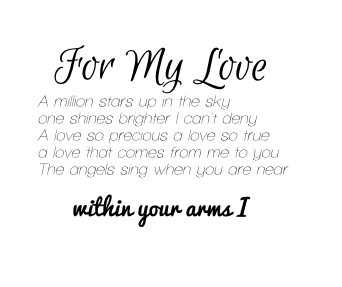 For My Love
A million stars up in the sky
one shines brighter I can't deny
A love so precious a love so true
a love that comes from me to you
The angels sing when you are near
within your arms I